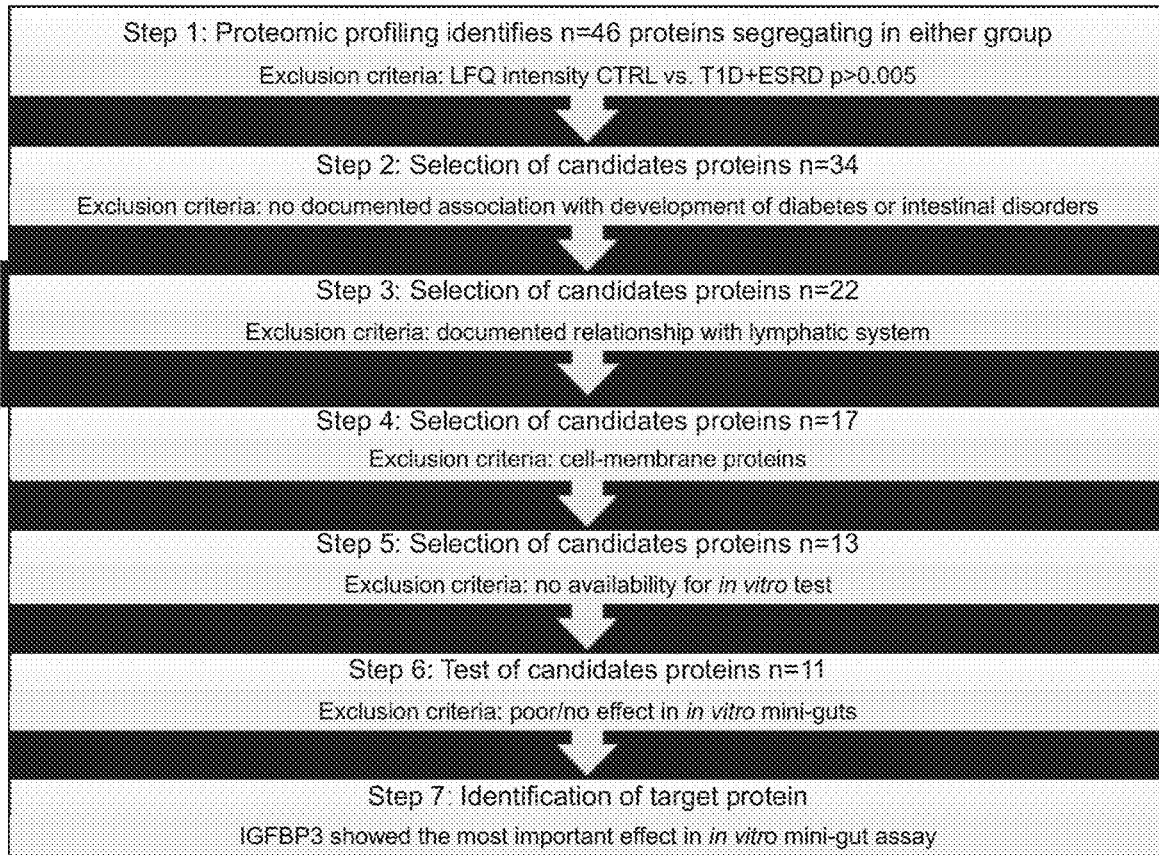 Step 1: Proteomic profiling identifies n=46 proteins segregating in either group
Exclusion criteria: LFQ intensity CTRL vs. T1D+ESRD p>0.005
Step 2: Selection of candidates proteins n=34
Exclusion criteria: no documented association with development of diabetes or intestinal disorders
Step 3: Selection of candidates proteins n=22
Exclusion criteria: documented relationship with lymphatic system
Step 4: Selection of candidates proteins n=17
Exclusion criteria: cell-membrane proteins
Step 5: Selection of candidates proteins n=13
Exclusion criteria: no availability for in vitro test
Step 6: Test of candidates proteins n=11
Exclusion criteria: poor/no effect in in vitro mini-guts
Step 7: Identification of target protein
IGFBP3 showed the most important effect in in vitro mini-gut assay